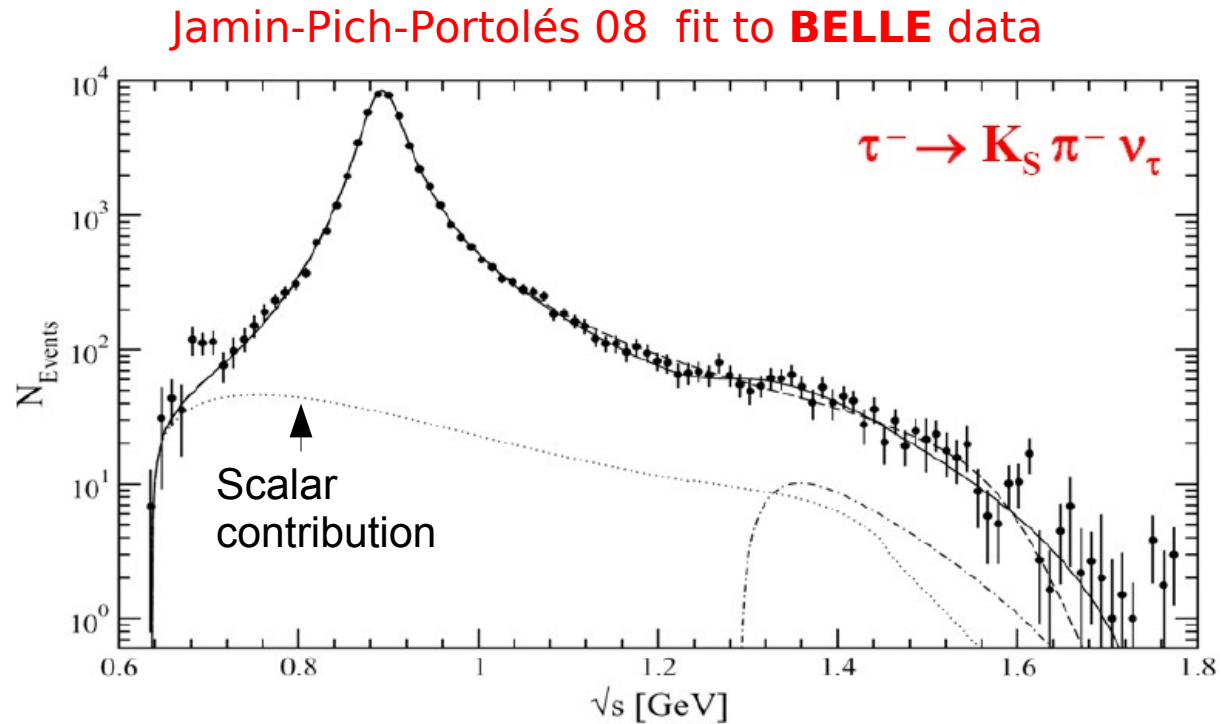 Jamin-Pich-Portolés 08 fit to BELLE data
τ⁻ → K_S π⁻ ν_τ
N_Events
10⁴
10³
10²
10¹
10⁰
Scalar
contribution
0.6 0.8 1 1.2 1.4 1.6 1.8
√s [GeV]